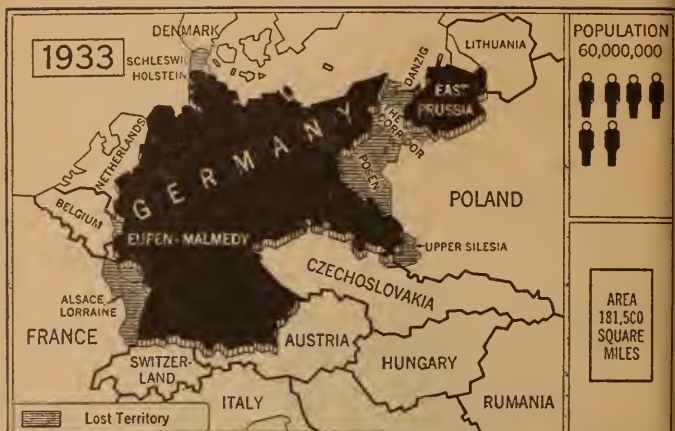 1933
DENMARK
SCHLESWIG
HOLSTEIN
NETHERLANDS
BELGIUM
GERMANY
EUPEN-MALMEDY
DANZIG
THE
CORRIDOR
POSEN
EAST
PRUSSIA
LITHUANIA
POLAND
UPPER SILESIA
CZECHOSLOVAKIA
ALSACE
LORRAINE
FRANCE
SWITZER-
LAND
AUSTRIA
HUNGARY
ITALY
RUMANIA
Lost Territory
POPULATION
60,000,000
AREA
181,500
SQUARE
MILES